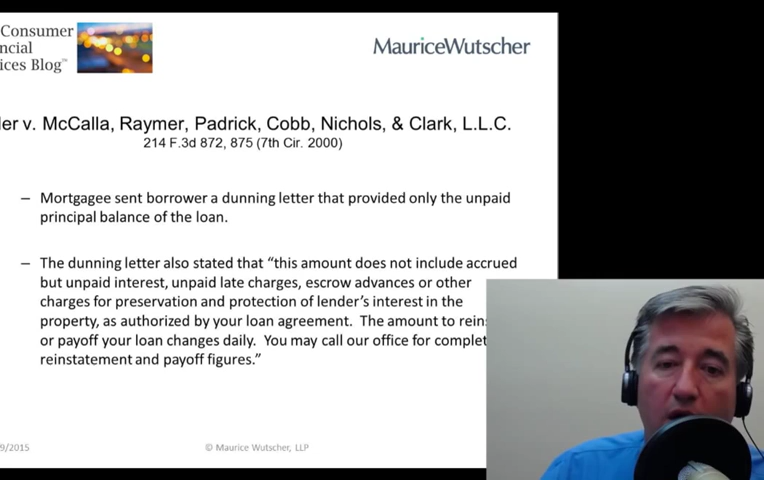 Consumer
ncial
ices Blog™
MauriceWutscher
ler v. McCalla, Raymer, Padrick, Cobb, Nichols, & Clark, L.L.C.
214 F.3d 872, 875 (7th Cir. 2000)
– Mortgagee sent borrower a dunning letter that provided only the unpaid
principal balance of the loan.
– The dunning letter also stated that “this amount does not include accrued
but unpaid interest, unpaid late charges, escrow advances or other
charges for preservation and protection of lender’s interest in the
property, as authorized by your loan agreement. The amount to rein
or payoff your loan changes daily. You may call our office for complet
reinstatement and payoff figures.”
9/2015
© Maurice Wutscher, LLP